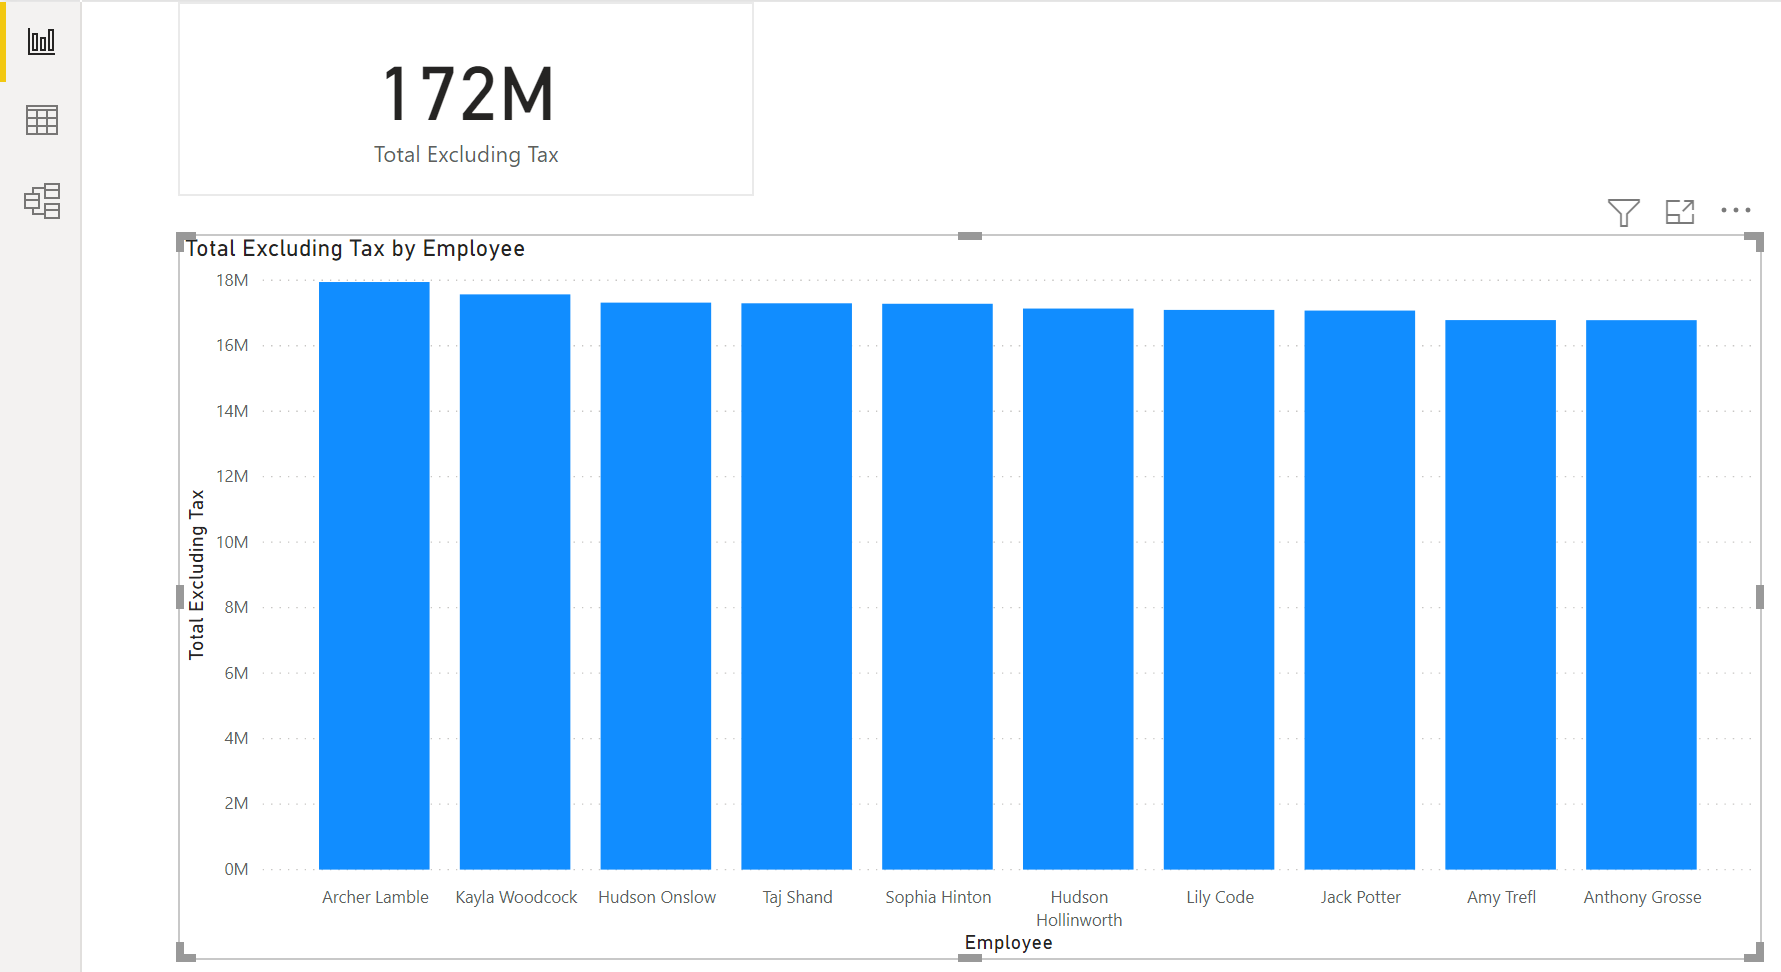 172M
Total Excluding Tax
Total Excluding Tax by Employee
18M
16M
14M
12M
10M
8M
6M
4M
2M
0M
Total Excluding Tax
Archer Lamble
Kayla Woodcock
Hudson Onslow
Taj Shand
Sophia Hinton
Hudson
Hollinworth
Lily Code
Jack Potter
Amy Trefl
Anthony Grosse
Employee